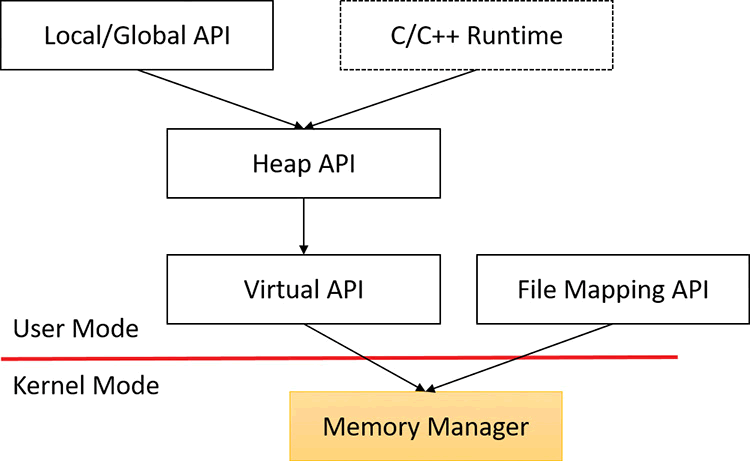 Local/Global API
C/C++ Runtime
Heap API
Virtual API
File Mapping API
User Mode
Kernel Mode
Memory Manager